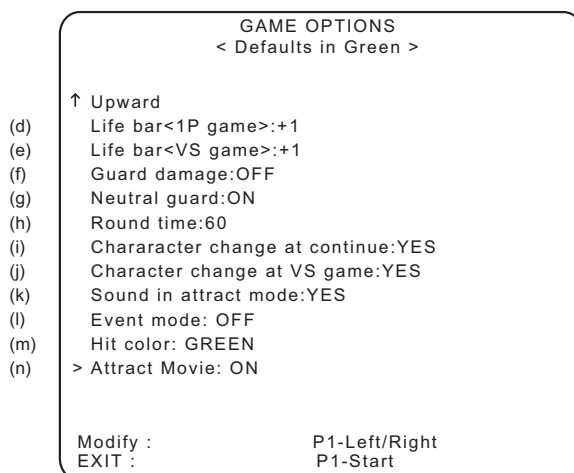 GAME OPTIONS
< Defaults in Green >
↑ Upward
(d) Life bar<1P game>:+1
(e) Life bar<VS game>:+1
(f) Guard damage:OFF
(g) Neutral guard:ON
(h) Round time:60
(i) Chararacter change at continue:YES
(j) Character change at VS game:YES
(k) Sound in attract mode:YES
(l) Event mode: OFF
(m) Hit color: GREEN
(n) > Attract Movie: ON
Modify : P1-Left/Right
EXIT : P1-Start